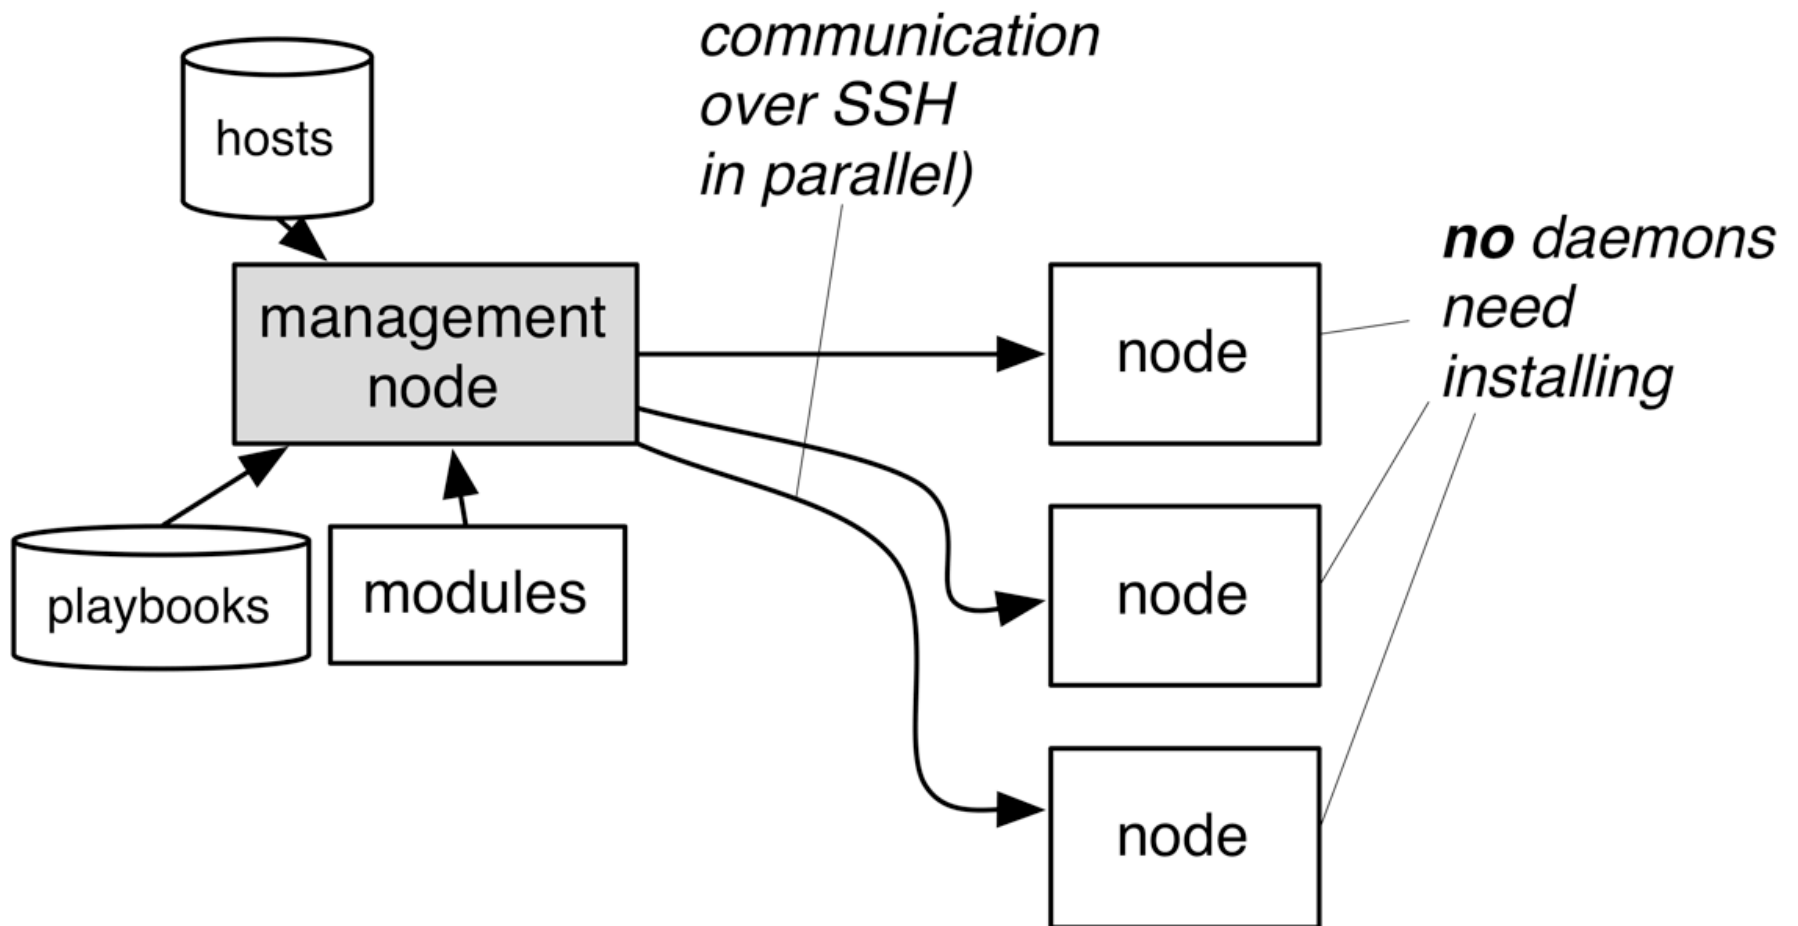 communication
over SSH
in parallel)
hosts
no daemons
need
installing
management
node
node
playbooks
modules
node
node